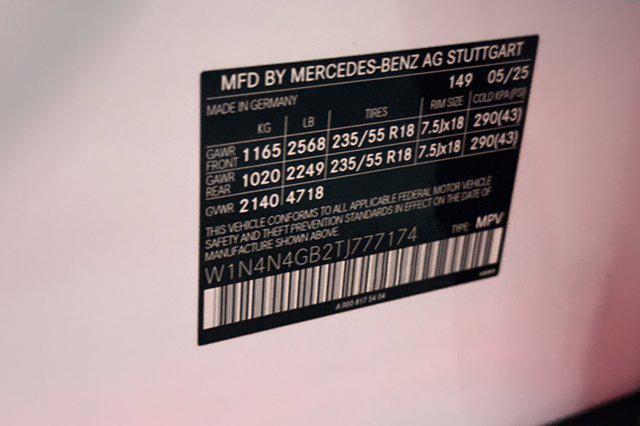 MFD BY MERCEDES-BENZ AG STUTTGART
149 05/25
MADE IN GERMANY
KG LB TIRES RIM SIZE COLD KPA (PSI)
GAWR FRONT 1165 2568 235/55 R18 7.5Jx18 290(43)
GAWR REAR 1020 2249 235/55 R18 7.5Jx18 290(43)
GVWR 2140 4718
THIS VEHICLE CONFORMS TO ALL APPLICABLE FEDERAL MOTOR VEHICLE
SAFETY AND THEFT PREVENTION STANDARDS IN EFFECT ON THE DATE OF
MANUFACTURE SHOWN ABOVE.
TYPE: MPV
W1N4N4GB2TJ777174
A 000 817 54 04